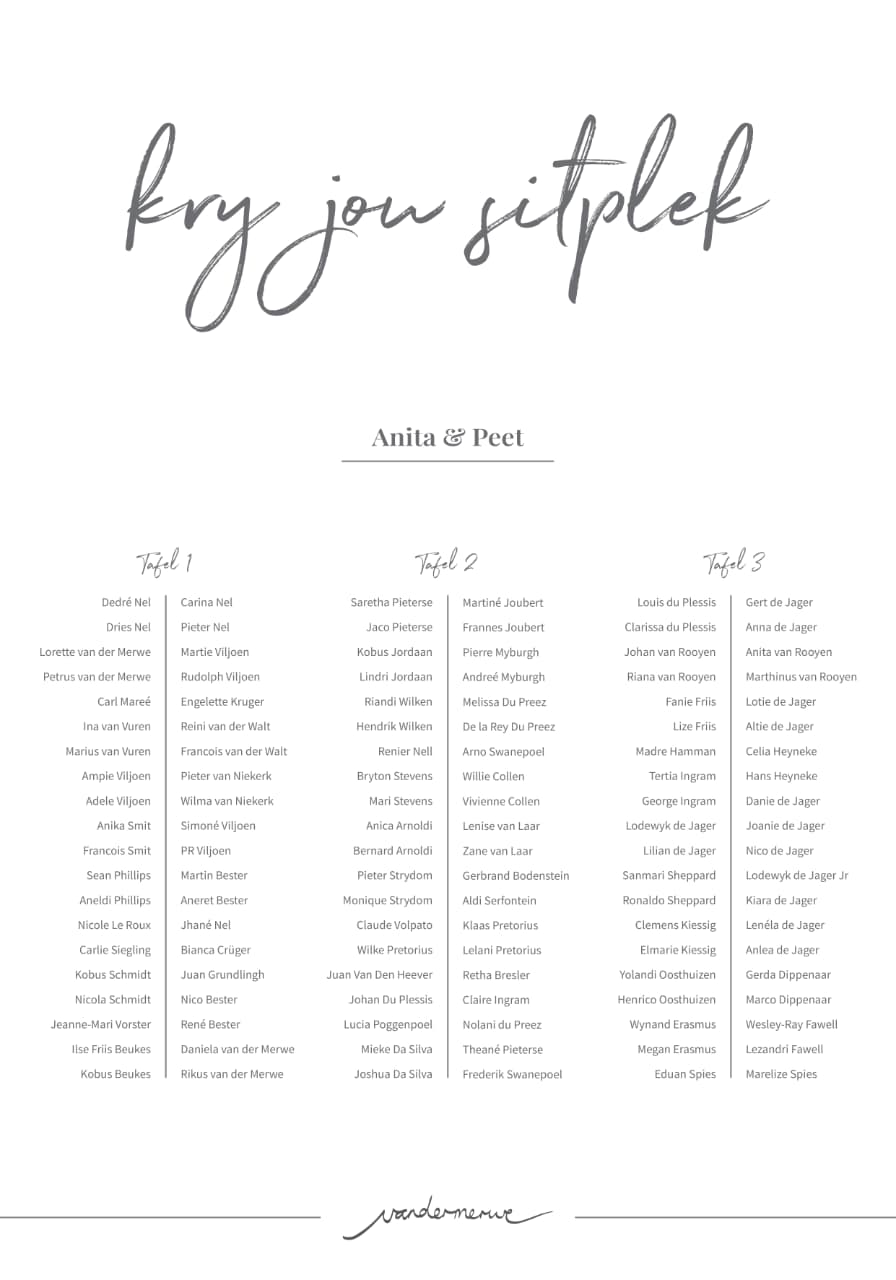 kry jou sitplek
Anita & Peet
Tafel 1
Dedré Nel
Dries Nel
Lorette van der Merwe
Petrus van der Merwe
Carl Mareé
Ina van Vuren
Marius van Vuren
Ampie Viljoen
Adele Viljoen
Anika Smit
Francois Smit
Sean Phillips
Aneldi Phillips
Nicole Le Roux
Carlie Siegling
Kobus Schmidt
Nicola Schmidt
Jeanne-Mari Vorster
Ilse Friis Beukes
Kobus Beukes
Carina Nel
Pieter Nel
Martie Viljoen
Rudolph Viljoen
Engelette Kruger
Reini van der Walt
Francois van der Walt
Pieter van Niekerk
Wilma van Niekerk
Simoné Viljoen
PR Viljoen
Martin Bester
Aneret Bester
Jhané Nel
Bianca Crüger
Juan Grundlingh
Nico Bester
René Bester
Daniela van der Merwe
Rikus van der Merwe
Tafel 2
Saretha Pieterse
Jaco Pieterse
Kobus Jordaan
Lindri Jordaan
Riandi Wilken
Hendrik Wilken
Renier Nell
Bryton Stevens
Mari Stevens
Anica Arnoldi
Bernard Arnoldi
Pieter Strydom
Monique Strydom
Claude Volpato
Wilke Pretorius
Juan Van Den Heever
Johan Du Plessis
Lucia Poggenpoel
Mieke Da Silva
Joshua Da Silva
Martiné Joubert
Frannes Joubert
Pierre Myburgh
Andreé Myburgh
Melissa Du Preez
De la Rey Du Preez
Arno Swanepoel
Willie Collen
Vivienne Collen
Lenise van Laar
Zane van Laar
Gerbrand Bodenstein
Aldi Serfontein
Klaas Pretorius
Lelani Pretorius
Retha Bresler
Claire Ingram
Nolani du Preez
Theané Pieterse
Frederik Swanepoel
Tafel 3
Louis du Plessis
Clarissa du Plessis
Johan van Rooyen
Riana van Rooyen
Fanie Friis
Lize Friis
Madre Hamman
Tertia Ingram
George Ingram
Lodewyk de Jager
Lilian de Jager
Sanmari Sheppard
Ronaldo Sheppard
Clemens Kiessig
Elmarie Kiessig
Yolandi Oosthuizen
Henrico Oosthuizen
Wynand Erasmus
Megan Erasmus
Eduan Spies
Gert de Jager
Anna de Jager
Anita van Rooyen
Marthinus van Rooyen
Lotie de Jager
Altie de Jager
Celia Heyneke
Hans Heyneke
Danie de Jager
Joanie de Jager
Nico de Jager
Lodewyk de Jager Jr
Kiara de Jager
Lenéla de Jager
Anlea de Jager
Gerda Dippenaar
Marco Dippenaar
Wesley-Ray Fawell
Lezandri Fawell
Marelize Spies
vandermerwe